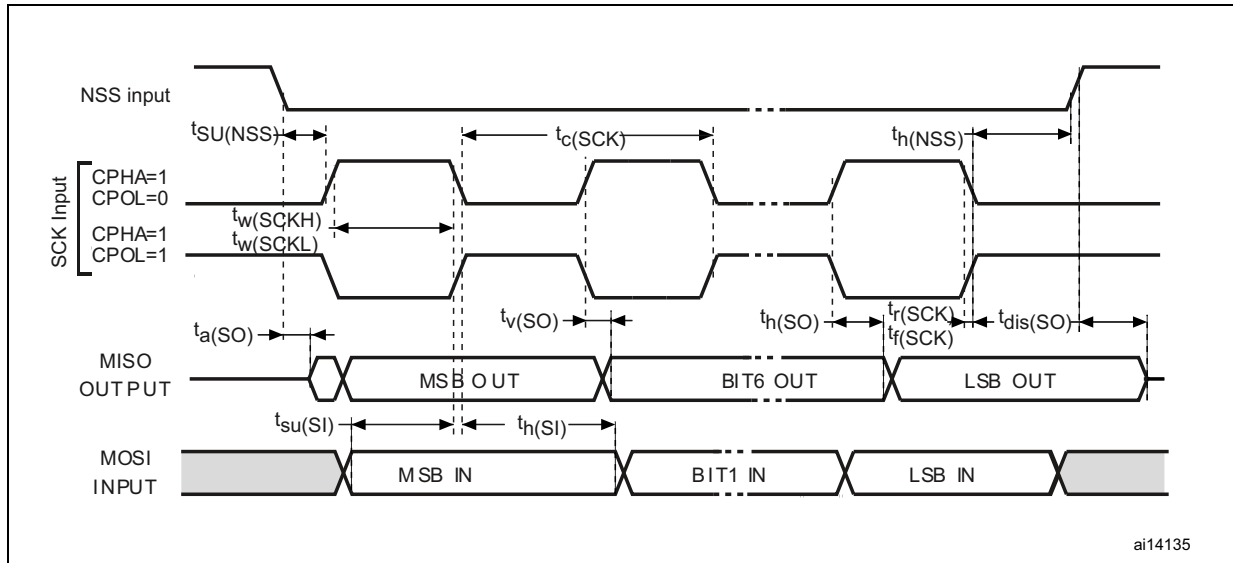 NSS input
tSU(NSS)
tc(SCK)
th(NSS)
SCK Input
CPHA=1
CPOL=0
tw(SCKH)
tw(SCKL)
CPHA=1
CPOL=1
ta(SO)
tv(SO)
th(SO)
tr(SCK)
tf(SCK)
tdis(SO)
MISO
OUTPUT
MSB OUT
BIT6 OUT
LSB OUT
tsu(SI)
th(SI)
MOSI
INPUT
MSB IN
BIT1 IN
LSB IN
ai14135